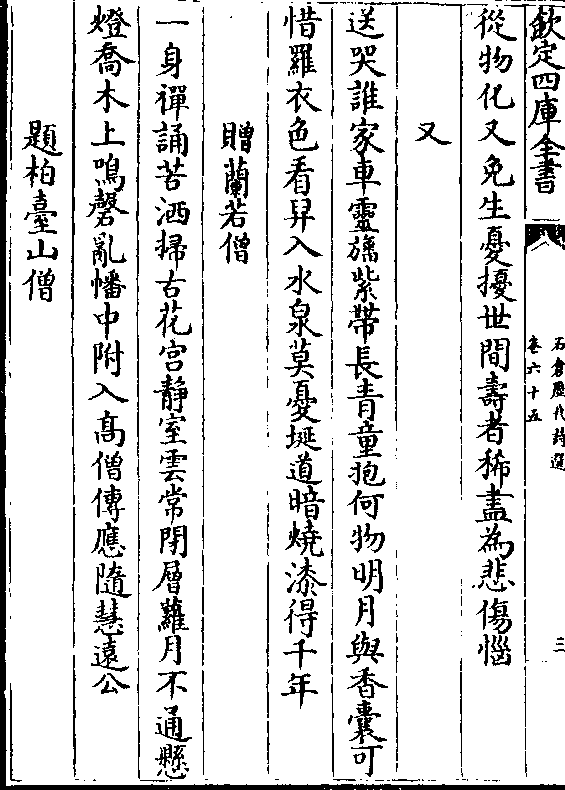 欽定四庫全書
石倉歷代詩選
卷六十五
三
從物化又免生憂擾世間壽者稀盡為悲傷惱
又
送哭誰家車靈旛紫帶長青童抱何物明月與香囊可
惜羅衣色看舁入水泉莫憂埏道暗燒漆得千年
贈蘭若僧
一身禪誦苦洒掃古花宫静室雲常閉層蘿月不通懸
燈喬木上鳴磬亂幡中附入髙僧傳應隨慧遠公
題柏臺山僧